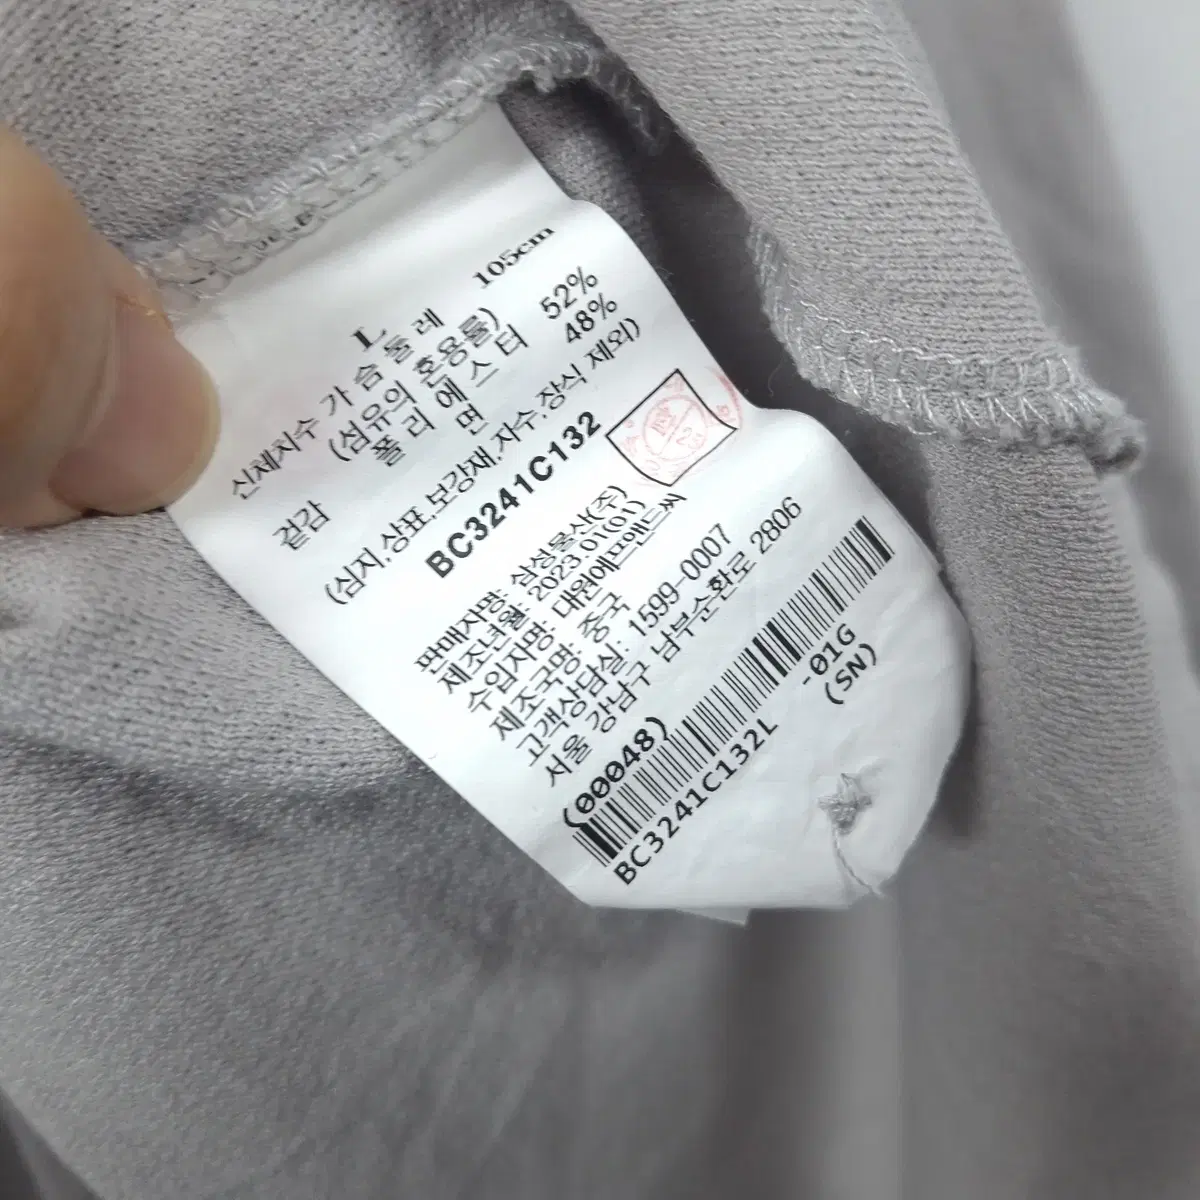 L
신체치수 가슴둘레 105cm
(섬유의 혼용률)
겉감 폴리에스터 52%
면 48%
(심지,상표,보강재,자수,장식 제외)
BC3241C132
판매자명: 삼성물산(주)
제조년월: 2023.01(01)
수입자명: 대원에프앤드씨
제조국명: 중국
고객상담실: 1599-0007
서울 강남구 남부순환로 2806
(00048)
BC3241C132L -01G
(SN)